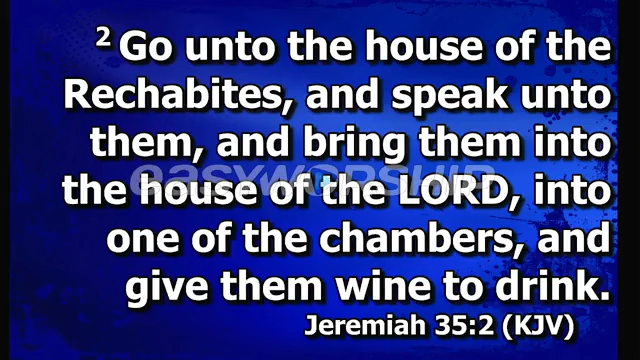 2 Go unto the house of the
Rechabites, and speak unto
them, and bring them into
easyworship
the house of the LORD, into
one of the chambers, and
give them wine to drink.
Jeremiah 35:2 (KJV)